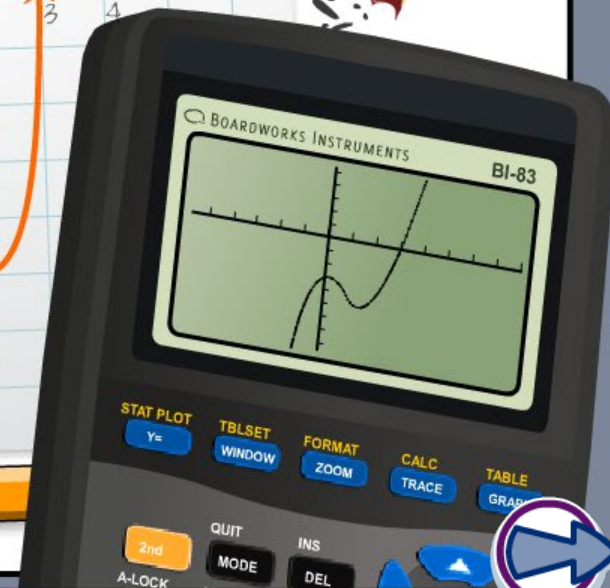 3 4
BOARDWORKS INSTRUMENTS BI-83
STAT PLOT TBLSET FORMAT CALC TABLE
Y= WINDOW ZOOM TRACE
QUIT INS
2nd MODE DEL
A-LOCK